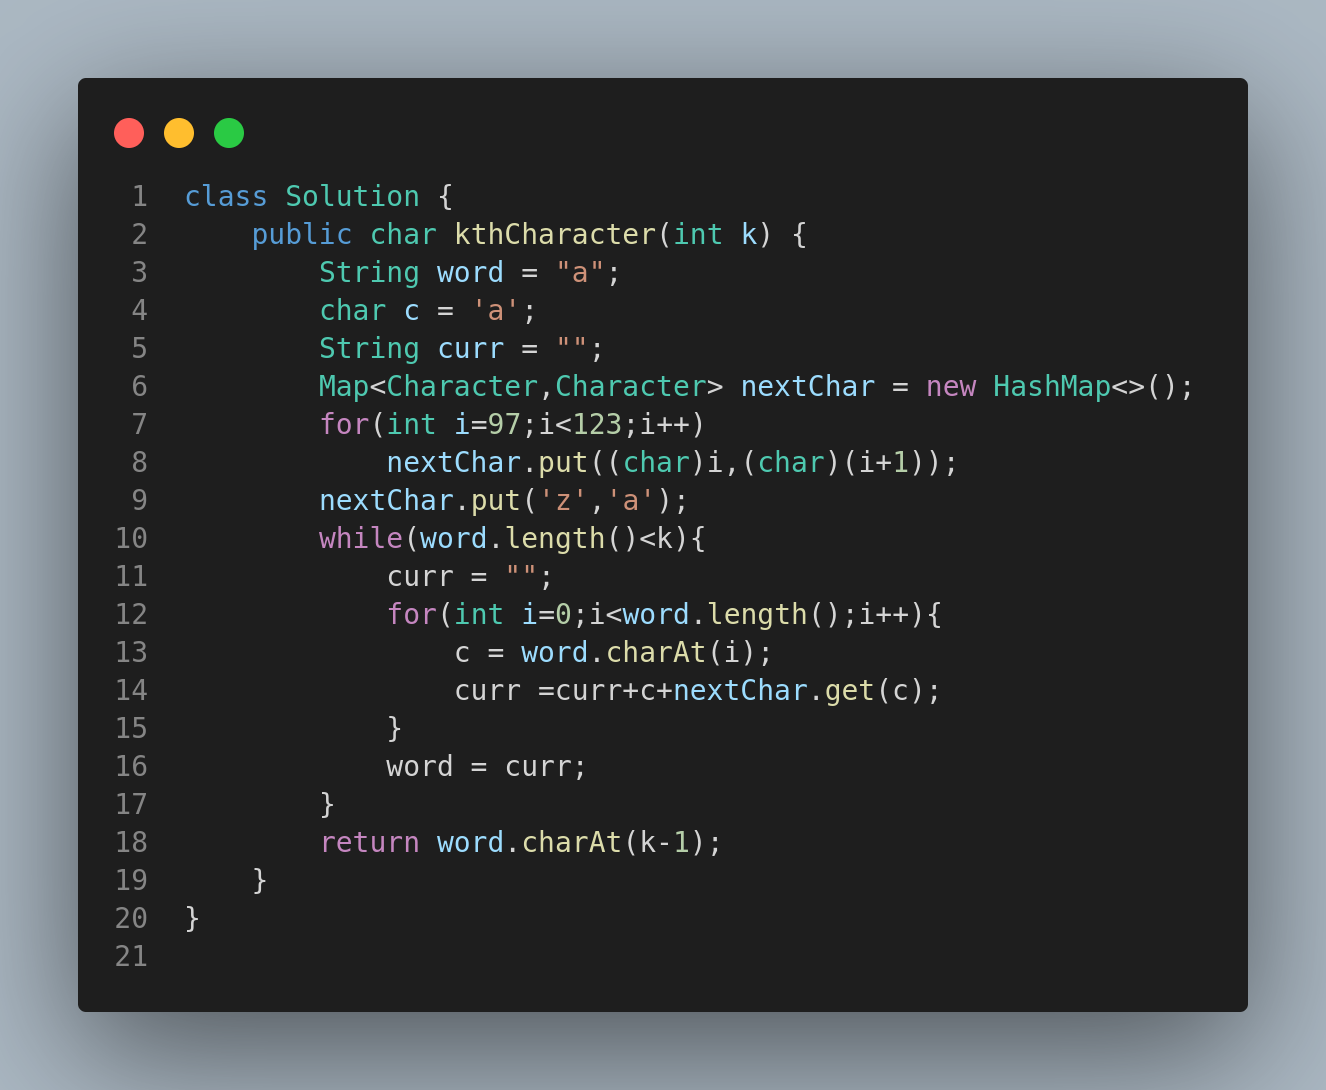 1 class Solution {
2     public char kthCharacter(int k) {
3         String word = "a";
4         char c = 'a';
5         String curr = "";
6         Map<Character,Character> nextChar = new HashMap<>();
7         for(int i=97;i<123;i++)
8             nextChar.put((char)i,(char)(i+1));
9         nextChar.put('z','a');
10         while(word.length()<k){
11             curr = "";
12             for(int i=0;i<word.length();i++){
13                 c = word.charAt(i);
14                 curr =curr+c+nextChar.get(c);
15             }
16             word = curr;
17         }
18         return word.charAt(k-1);
19     }
20 }
21